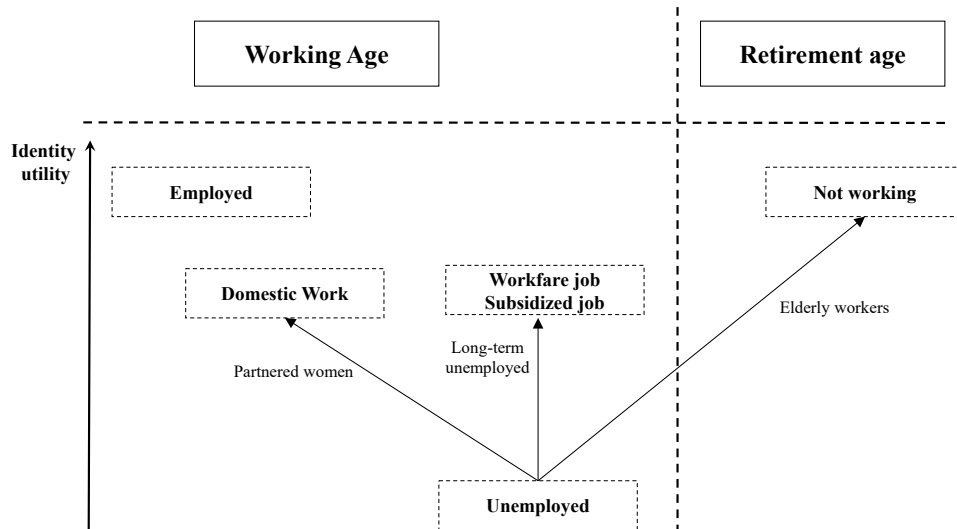 Working Age
Retirement age
Identity
utility
Employed
Not working
Domestic Work
Workfare job
Subsidized job
Elderly workers
Long-term
unemployed
Partnered women
Unemployed